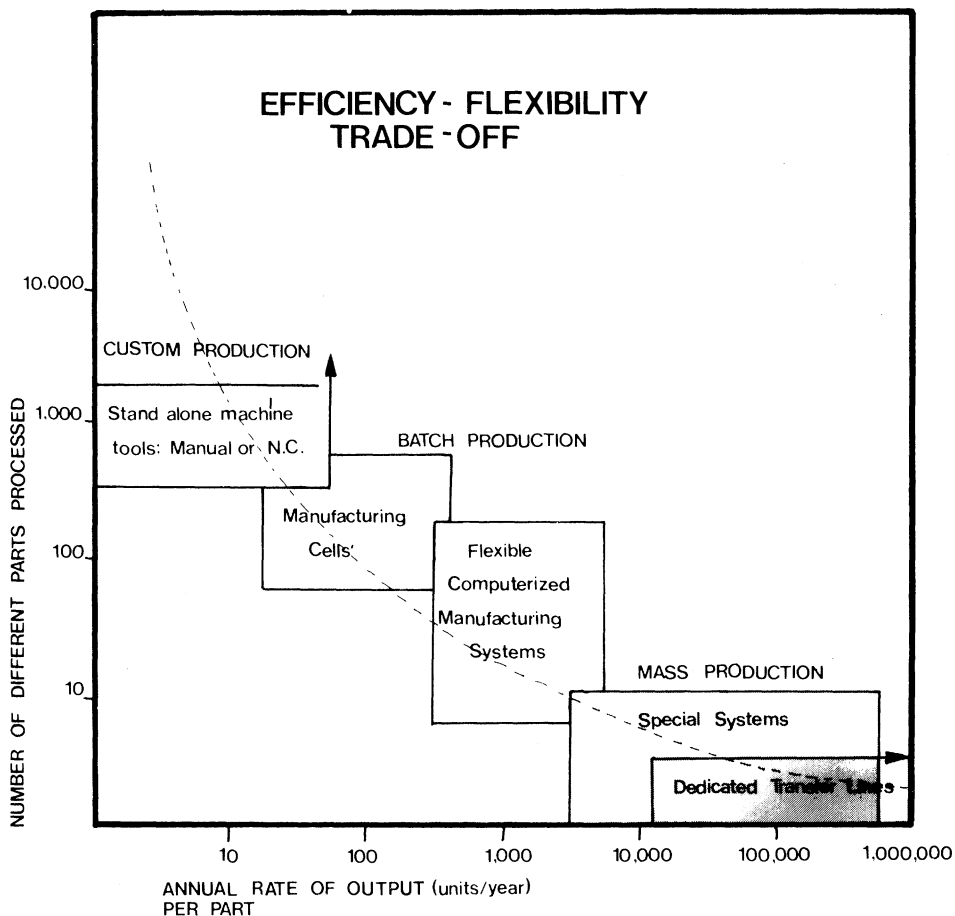 EFFICIENCY - FLEXIBILITY
TRADE - OFF
NUMBER OF DIFFERENT PARTS PROCESSED
10.000
1.000
100
10
CUSTOM PRODUCTION
Stand alone machine
tools: Manual or N.C.
BATCH PRODUCTION
Manufacturing
Cells'
Flexible
Computerized
Manufacturing
Systems
MASS PRODUCTION
Special Systems
Dedicated Transfer Lines
10
100
1.000
10.000
100,000
1.000,000
ANNUAL RATE OF OUTPUT (units/year)
PER PART